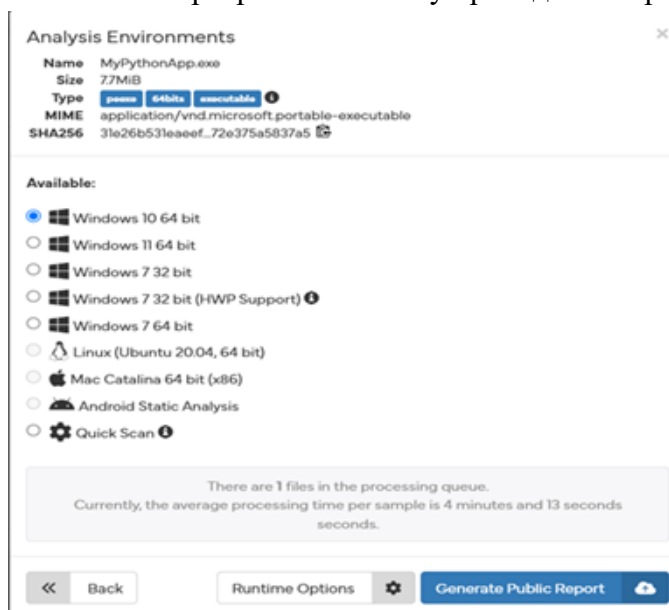 Analysis Environments
Name MyPythonApp.exe
Size 7.7MiB
Type peexe 64bits executable
MIME application/vnd.microsoft.portable-executable
SHA256 31e26b531eaeef...72e375a5837a5
Available:
Windows 10 64 bit
Windows 11 64 bit
Windows 7 32 bit
Windows 7 32 bit (HWP Support)
Windows 7 64 bit
Linux (Ubuntu 20.04, 64 bit)
Mac Catalina 64 bit (x86)
Android Static Analysis
Quick Scan
There are 1 files in the processing queue.
Currently, the average processing time per sample is 4 minutes and 13 seconds
seconds.
Back Runtime Options Generate Public Report